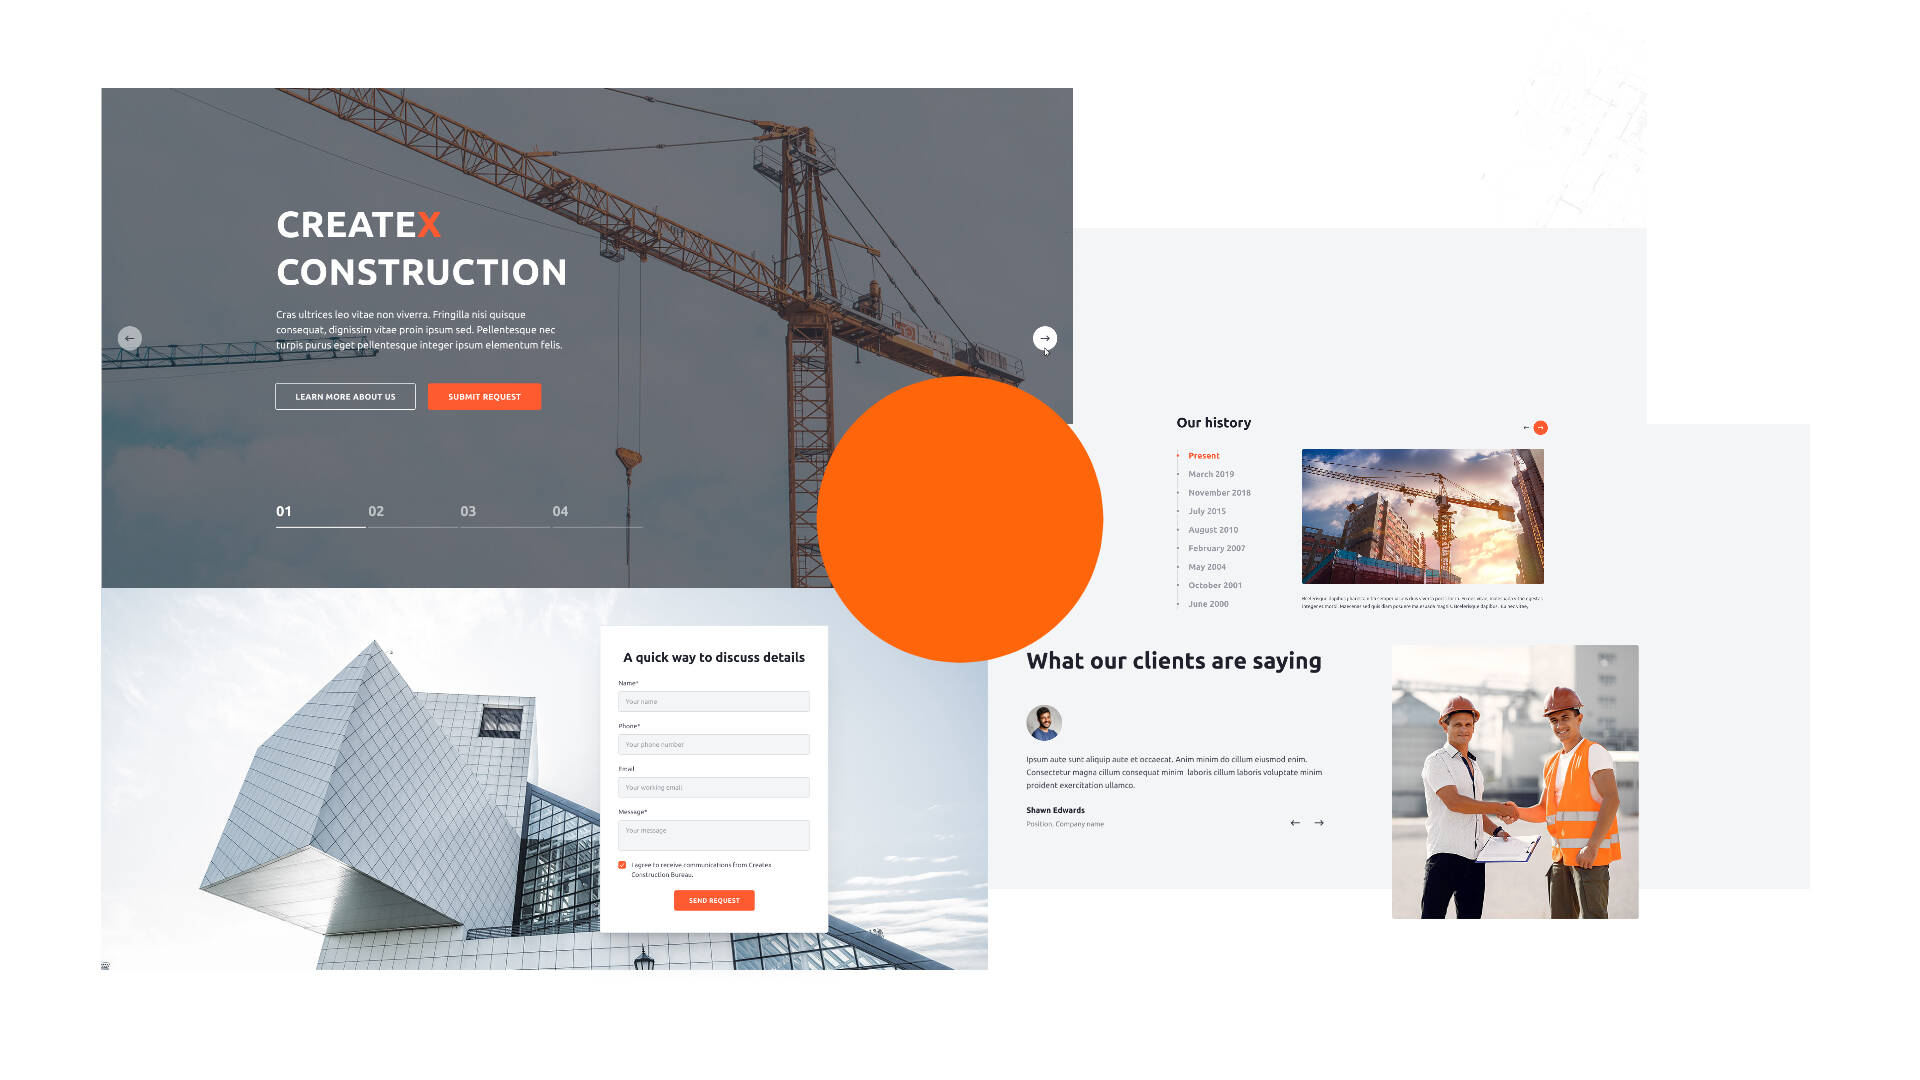 CREATEX
CONSTRUCTION
Cras ultrices leo vitae non viverra. Fringilla nisi quisque
consequat, dignissim vitae proin ipsum sed. Pellentesque nec
turpis purus eget pellentesque integer ipsum elementum felis.
LEARN MORE ABOUT US
SUBMIT REQUEST
01
02
03
04
Our history
Present
March 2019
November 2018
July 2015
August 2010
February 2007
May 2004
October 2001
June 2000
A quick way to discuss details
Name*
Your name
Phone*
Your phone number
Email
Your working email
Message*
Your message
I agree to receive communications from Createx
Construction Bureau.
SEND REQUEST
What our clients are saying
Ipsum aute sunt aliquip aute et occaecat. Anim minim do cillum eiusmod enim.
Consectetur magna cillum consequat minim laboris cillum laboris voluptate minim
proident exercitation ullamco.
Shawn Edwards
Position, Company name